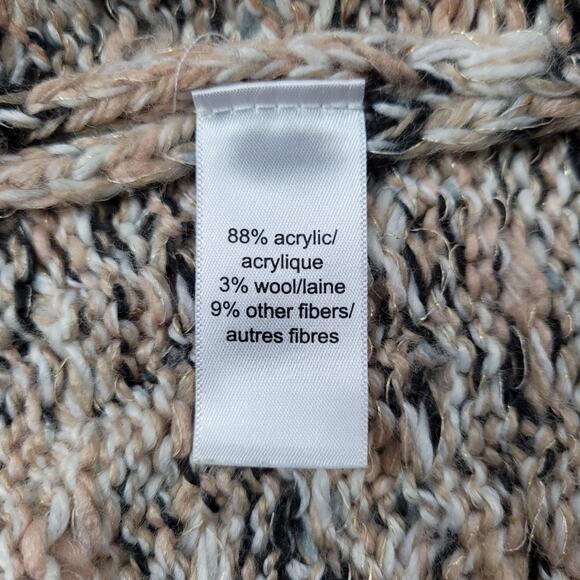 88% acrylic/
acrylique
3% wool/laine
9% other fibers/
autres fibres